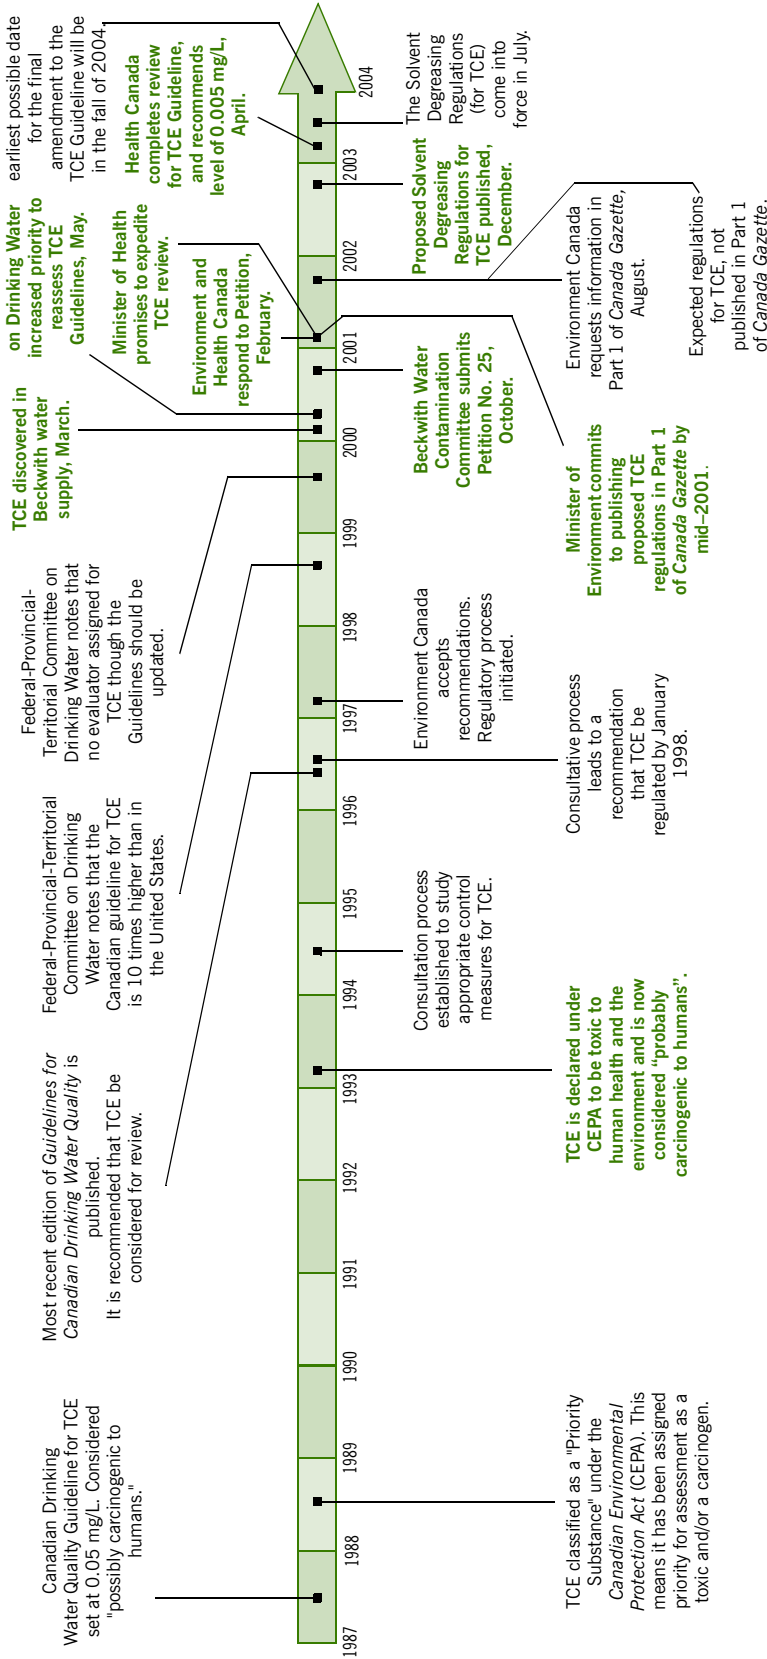 Canadian Drinking
Water Quality Guideline for TCE
set at 0.05 mg/L. Considered
"possibly carcinogenic to
humans."
Most recent edition of Guidelines for
Canadian Drinking Water Quality is
published.
It is recommended that TCE be
considered for review.
Federal-Provincial-Territorial
Committee on Drinking
Water notes that the
Canadian guideline for TCE
is 10 times higher than in
the United States.
Federal-Provincial-
Territorial Committee on
Drinking Water notes that
no evaluator assigned for
TCE though the
Guidelines should be
updated.
TCE discovered in
Beckwith water
supply, March.
on Drinking Water
increased priority to
reassess TCE
Guidelines, May.
Minister of Health
promises to expedite
TCE review.
Environment and
Health Canada
respond to Petition,
February.
earliest possible date
for the final
amendment to the
TCE Guideline will be
in the fall of 2004.
Health Canada
completes review
for TCE Guideline,
and recommends
level of 0.005 mg/L,
April.
1987
1988
1989
1990
1991
1992
1993
1994
1995
1996
1997
1998
1999
2000
2001
2002
2003
2004
TCE classified as a "Priority
Substance" under the
Canadian Environmental
Protection Act (CEPA). This
means it has been assigned
priority for assessment as a
toxic and/or a carcinogen.
TCE is declared under
CEPA to be toxic to
human health and the
environment and is now
considered “probably
carcinogenic to humans”.
Consultation process
established to study
appropriate control
measures for TCE.
Consultative process
leads to a
recommendation
that TCE be
regulated by January
1998.
Environment Canada
accepts
recommendations.
Regulatory process
initiated.
Beckwith Water
Contamination
Committee submits
Petition No. 25,
October.
Minister of
Environment commits
to publishing
proposed TCE
regulations in Part 1
of Canada Gazette by
mid–2001.
Environment Canada
requests information in
Part 1 of Canada Gazette,
August.
Expected regulations
for TCE, not
published in Part 1
of Canada Gazette.
Proposed Solvent
Degreasing
Regulations for
TCE published,
December.
The Solvent
Degreasing
Regulations
(for TCE)
come into
force in July.